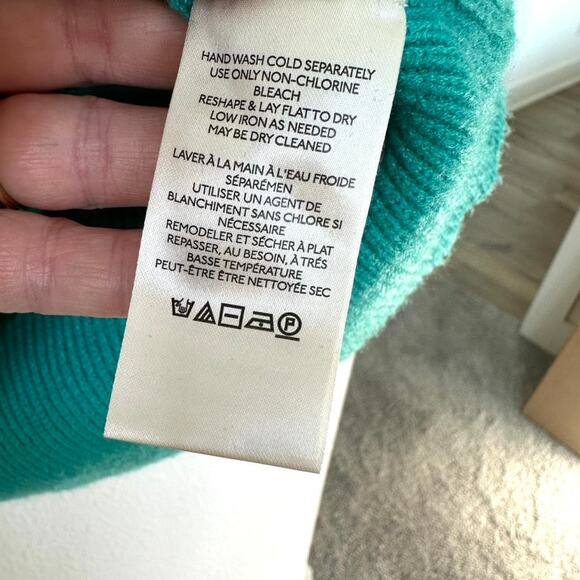 HAND WASH COLD SEPARATELY
USE ONLY NON-CHLORINE
BLEACH
RESHAPE & LAY FLAT TO DRY
LOW IRON AS NEEDED
MAY BE DRY CLEANED
LAVER À LA MAIN À L'EAU FROIDE
SÉPARÉMEN
UTILISER UN AGENT DE
BLANCHIMENT SANS CHLORE SI
NÉCESSAIRE
REMODELER ET SÉCHER À PLAT
REPASSER, AU BESOIN, À TRÉS
BASSE TEMPÉRATURE
PEUT-ÊTRE ÊTRE NETTOYÉE SEC
P